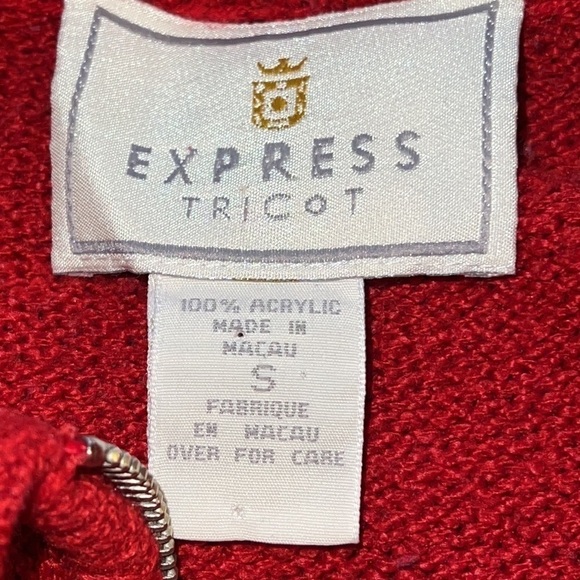 EXPRESS
TRICOT
100% ACRYLIC
MADE IN
MACAU
S
FABRIQUE
EN MACAU
OVER FOR CARE